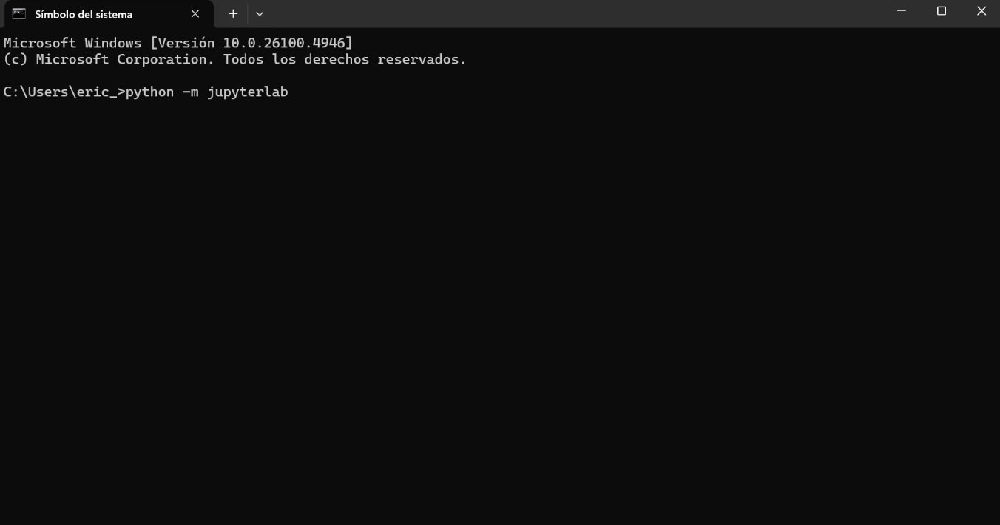 Símbolo del sistema
Microsoft Windows [Versión 10.0.26100.4946]
(c) Microsoft Corporation. Todos los derechos reservados.
C:\Users\eric_>python -m jupyterlab